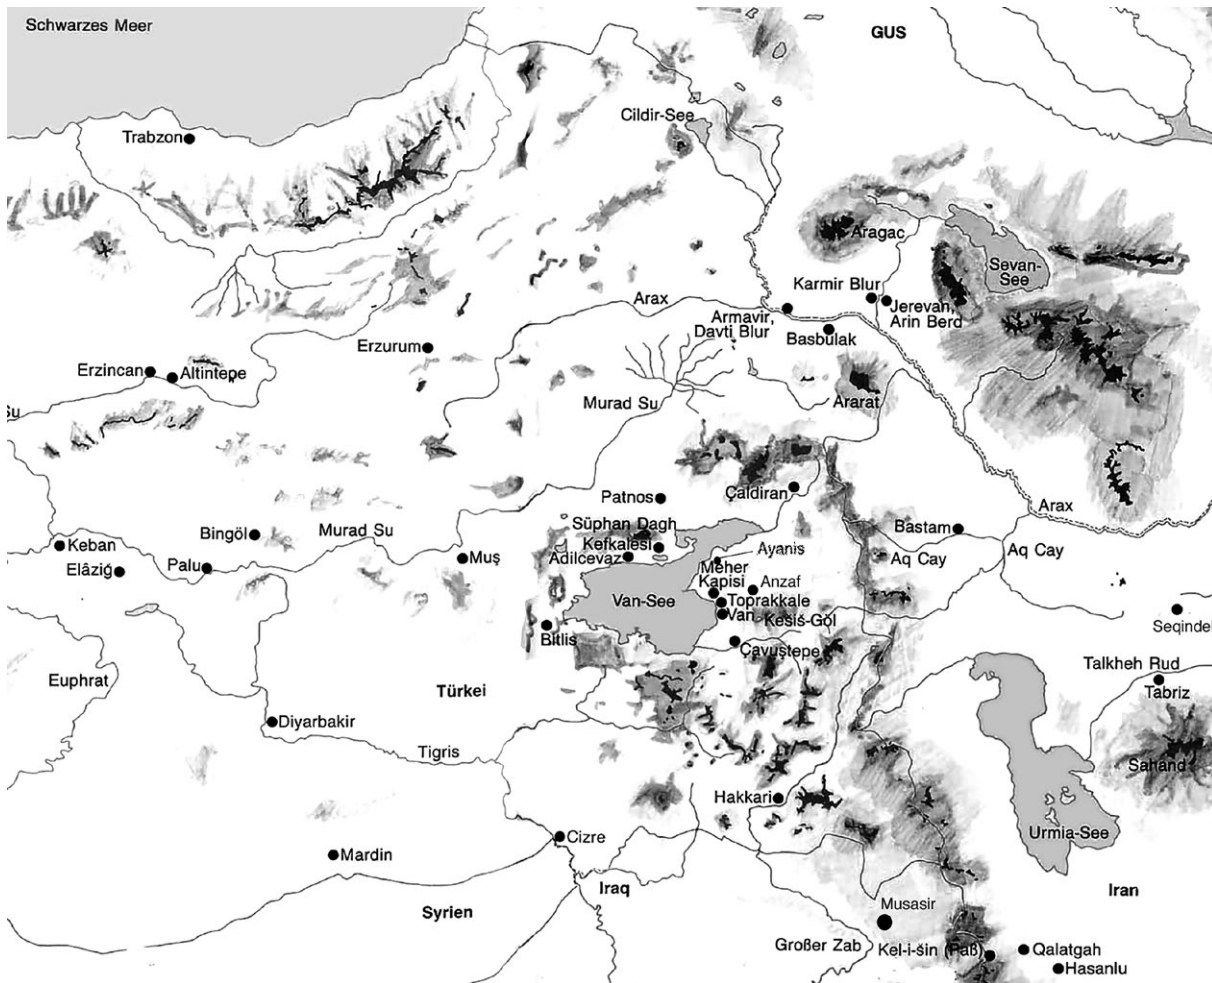 Schwarzes Meer
GUS
Cildir-See
Trabzon
Aragac
Sevan-
See
Karmir Blur
Jerevan,
Arin Berd
Arax
Armavir,
Davti Blur
Basbulak
Erzurum
Erzincan
Altintepe
Su
Murad Su
Ararat
Patnos
Çaldiran
Arax
Bingöl
Murad Su
Süphan Dagh
Kefkalesi
Adilcevaz
Bastam
Aq Cay
Aq Cay
Keban
Elâziğ
Palu
Muş
Ayanis
Meher
Kapisi
Anzaf
Van-See
Toprakkale
Van
Kesis-Göl
Bitlis
Çavuştepe
Seqindel
Talkheh Rud
Tabriz
Euphrat
Türkei
Diyarbakir
Tigris
Sahand
Hakkari
Urmia-See
Cizre
Mardin
Iraq
Iran
Syrien
Musasir
Großer Zab
Kel-i-šin (Paß)
Qalatgah
Hasanlu